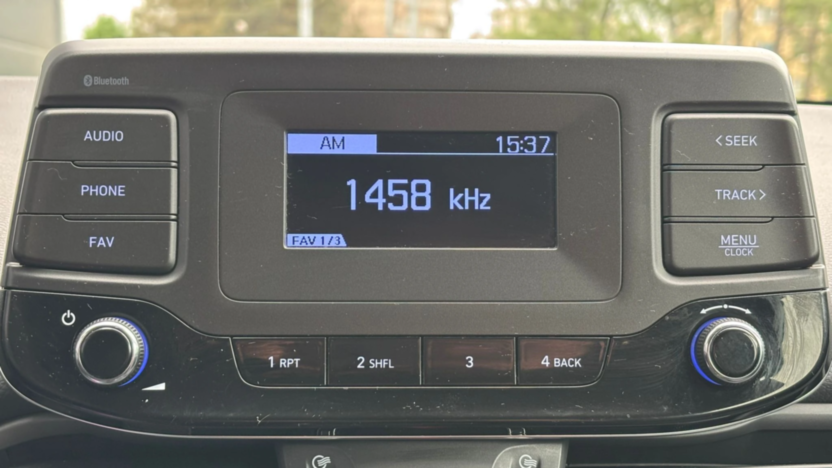 Bluetooth
AUDIO
PHONE
FAV
AM 15:37
1458 kHz
FAV 1/3
< SEEK
TRACK >
MENU
CLOCK
1 RPT
2 SHFL
3
4 BACK